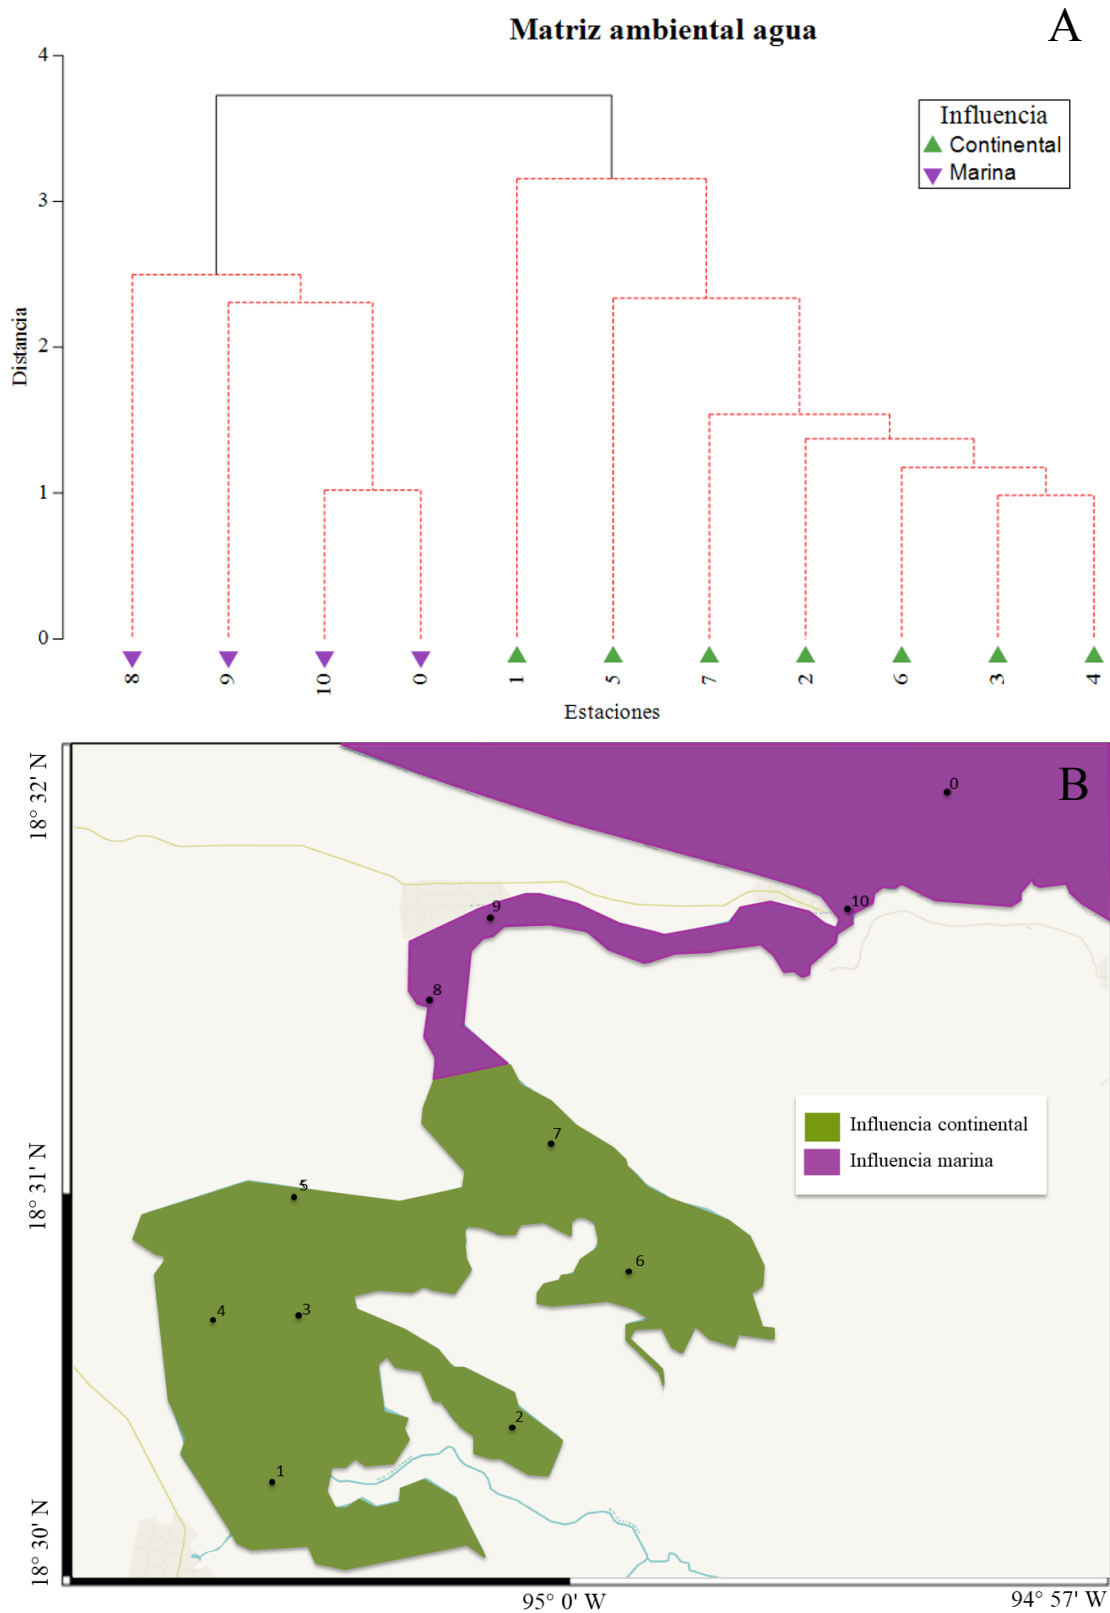 Matriz ambiental agua
A
4
3
2
1
0
Distancia
Influencia
Continental
Marina
8
9
10
0
1
5
7
2
6
3
4
Estaciones
B
18° 32' N
18° 31' N
18° 30' N
0
10
9
8
7
5
6
4
3
2
1
Influencia continental
Influencia marina
95° 0' W
94° 57' W